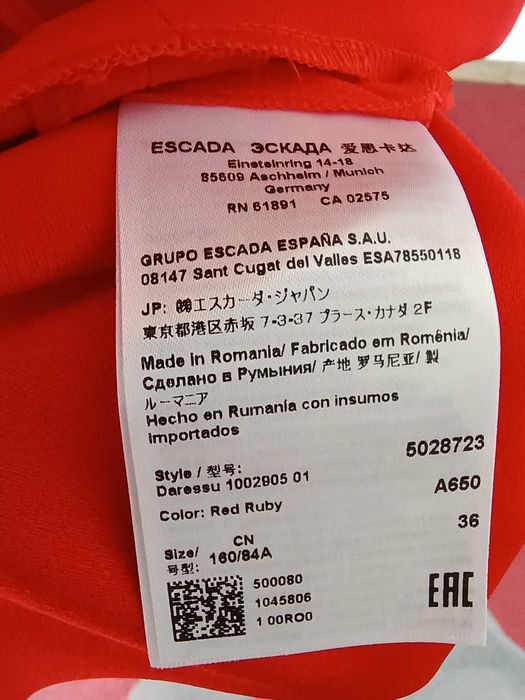 ESCADA ЭСКАДА 爱思卡达
Einsteinring 14-18
85609 Aschheim / Munich
Germany
RN 61891 CA 02575
GRUPO ESCADA ESPAÑA S.A.U.
08147 Sant Cugat del Valles ESA78550118
JP: ㈱エスカーダ・ジャパン
東京都港区赤坂 7-3-37 プラース・カナダ 2F
Made in Romania/ Fabricado em Roménia/
Сделано в Румыния/ 产地 罗马尼亚/ 製
ルーマニア
Hecho en Rumanía con insumos
importados
5028723
Style / 型号:
Daressu 1002905 01
A650
Color: Red Ruby
36
Size/ CN
号型: 160/84A
500080
1045806
1 00RO0
EAC